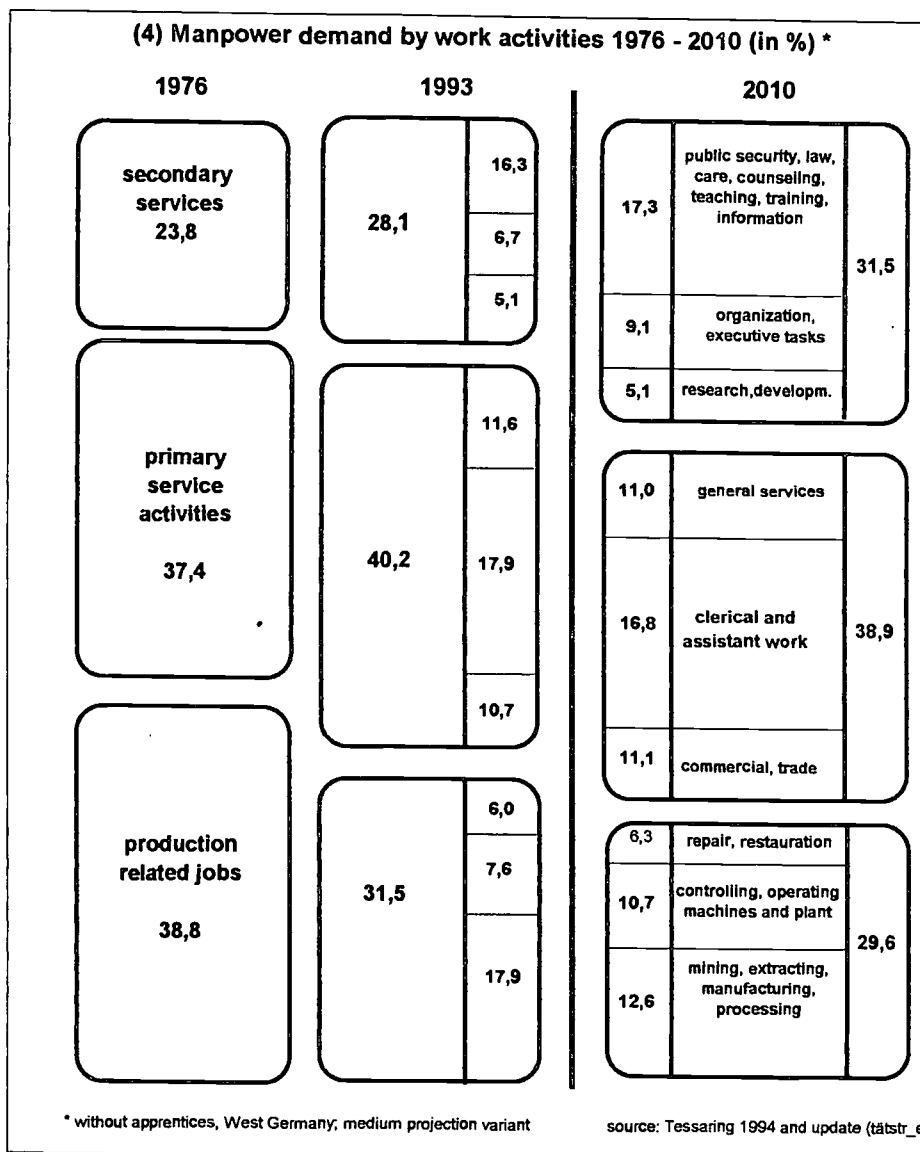 (4) Manpower demand by work activities 1976 - 2010 (in %) *
1976
1993
2010
secondary
services
23,8
primary
service
activities
37,4
production
related jobs
38,8
28,1
16,3
6,7
5,1
40,2
11,6
17,9
10,7
31,5
6,0
7,6
17,9
17,3
public security, law,
care, counseling,
teaching, training,
information
9,1
organization,
executive tasks
5,1
research,developm.
31,5
11,0
general services
16,8
clerical and
assistant work
11,1
commercial, trade
38,9
6,3
repair, restauration
10,7
controlling, operating
machines and plant
12,6
mining, extracting,
manufacturing,
processing
29,6
* without apprentices, West Germany; medium projection variant
source: Tessaring 1994 and update (tätstr_e